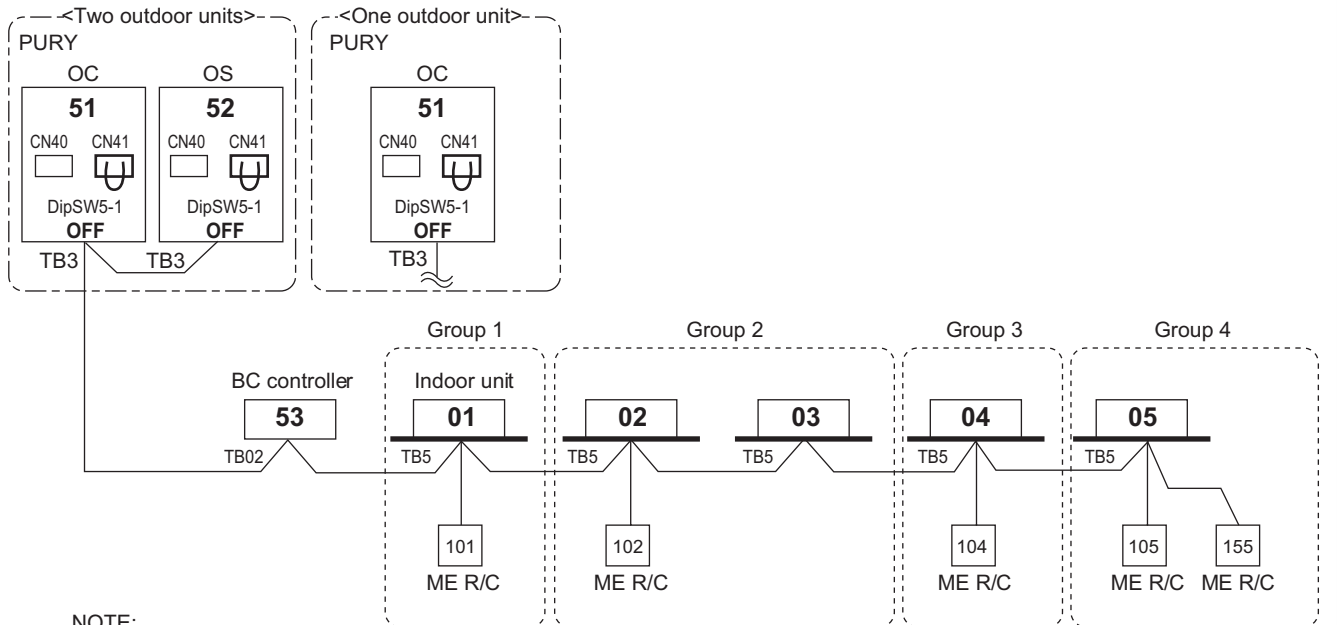 <Two outdoor units>
<One outdoor unit>
PURY
PURY
OC
OS
OC
51
52
51
CN40 CN41
CN40 CN41
CN40 CN41
DipSW5-1
DipSW5-1
DipSW5-1
OFF
OFF
OFF
TB3
TB3
TB3
Group 1
Group 2
Group 3
Group 4
BC controller
Indoor unit
53
01
02
03
04
05
TB02
TB5
TB5
TB5
TB5
TB5
101
102
104
105
155
ME R/C
ME R/C
ME R/C
ME R/C
ME R/C
NOTE: